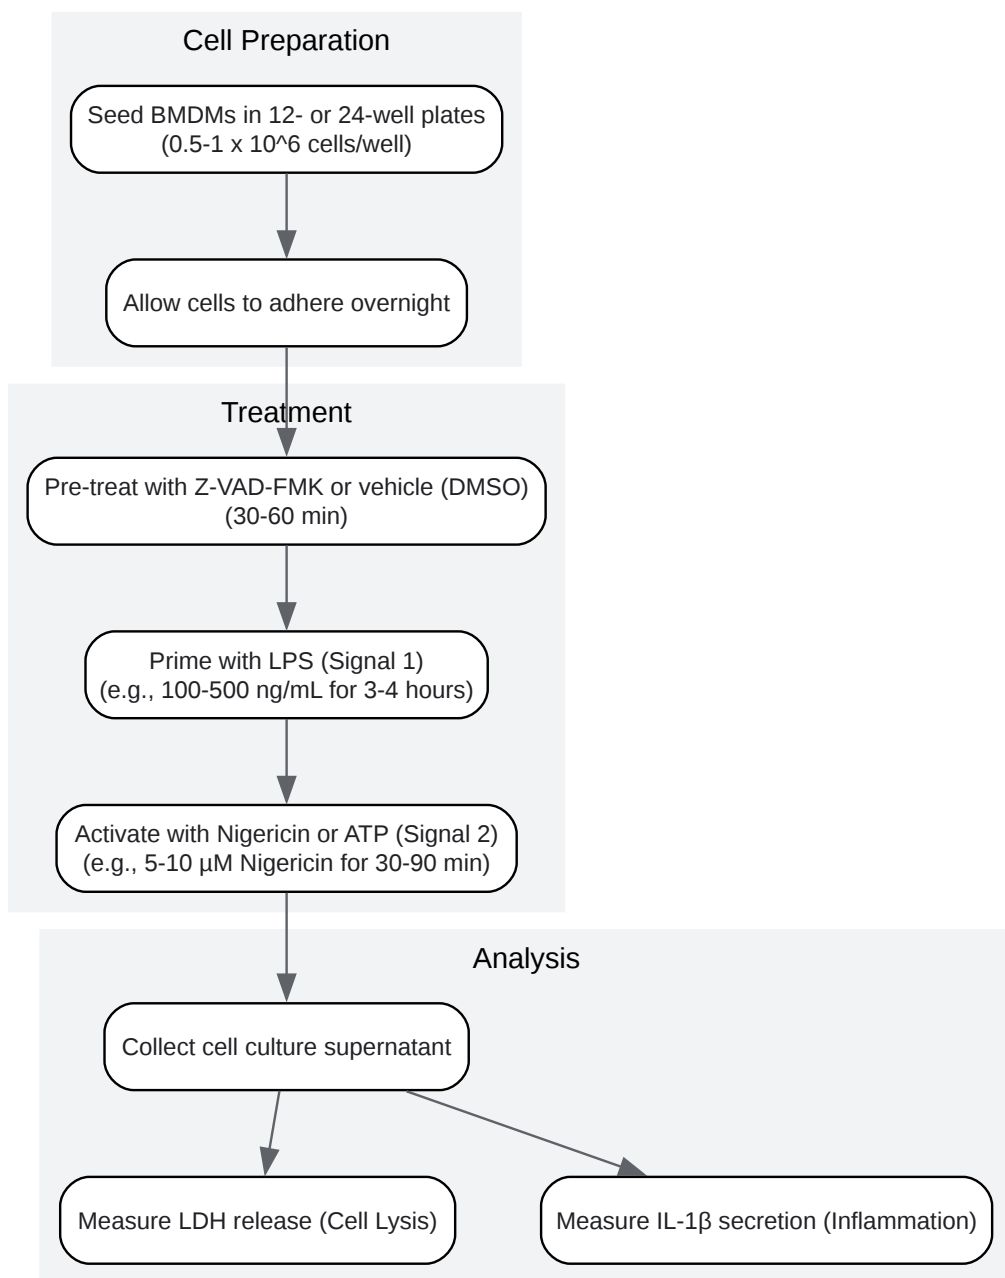 Cell Preparation
Seed BMDMs in 12- or 24-well plates
(0.5-1 x 10^6 cells/well)
Allow cells to adhere overnight
Treatment
Pre-treat with Z-VAD-FMK or vehicle (DMSO)
(30-60 min)
Prime with LPS (Signal 1)
(e.g., 100-500 ng/mL for 3-4 hours)
Activate with Nigericin or ATP (Signal 2)
(e.g., 5-10 µM Nigericin for 30-90 min)
Analysis
Collect cell culture supernatant
Measure LDH release (Cell Lysis)
Measure IL-1β secretion (Inflammation)